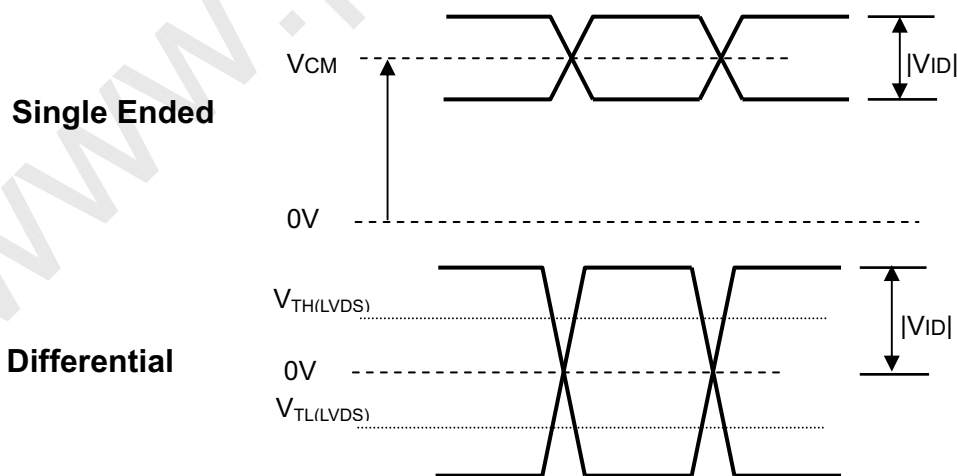 VCM
|VID|
Single Ended
0V
VTH(LVDS)
|VID|
Differential
0V
VTL(LVDS)